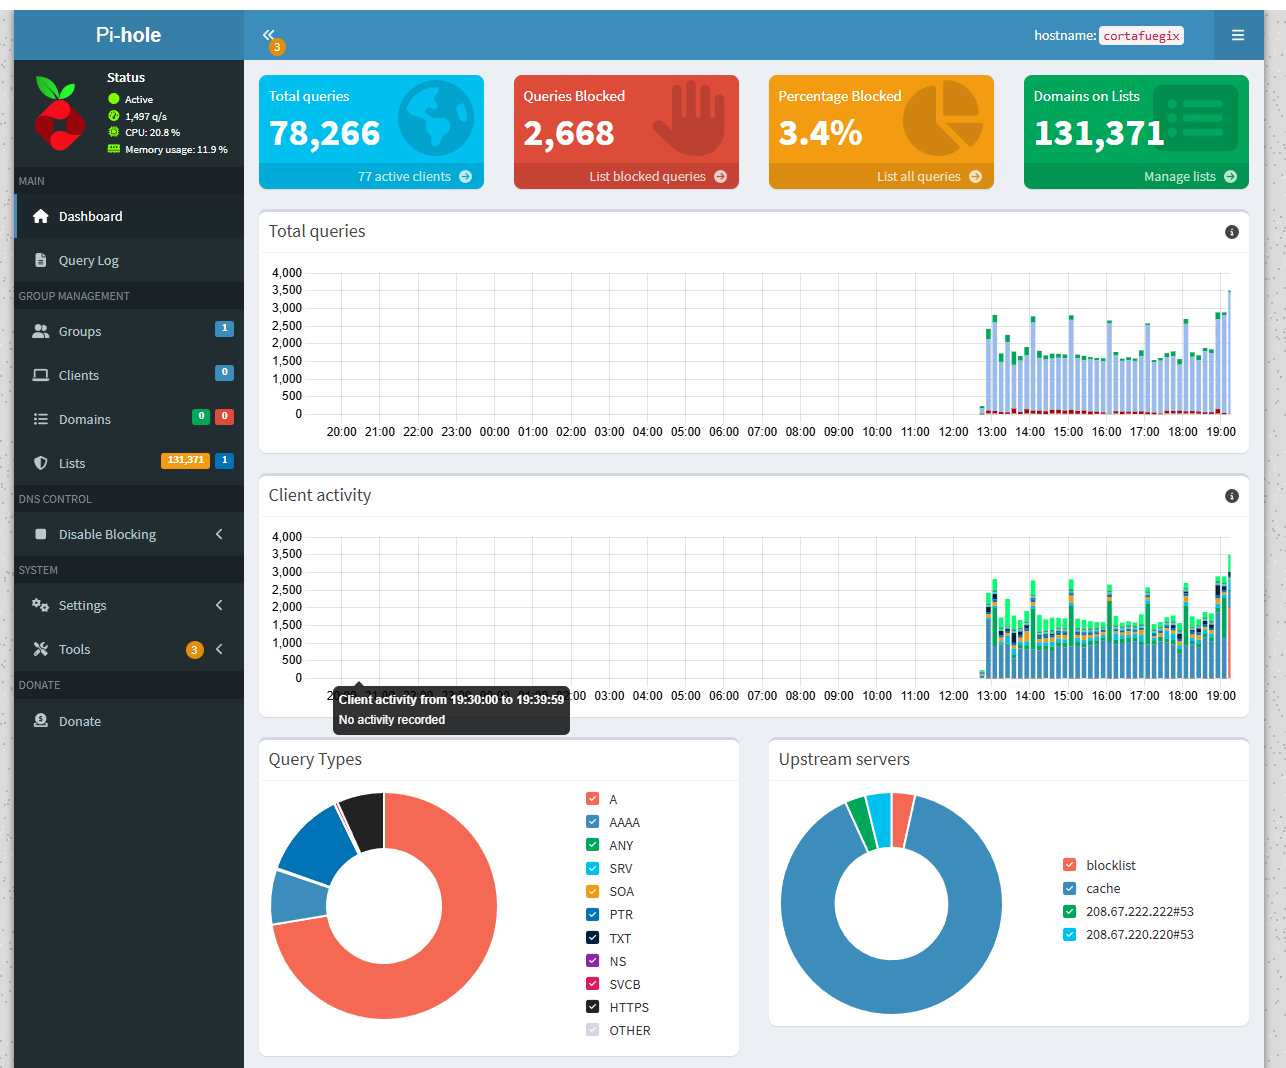 Pi-hole
3
hostname: cortafuegix
Status
Active
1,497 q/s
CPU: 20.8 %
Memory usage: 11.9 %
MAIN
Dashboard
Query Log
GROUP MANAGEMENT
Groups 1
Clients 0
Domains 0 0
Lists 131,371 1
DNS CONTROL
Disable Blocking
SYSTEM
Settings
Tools 3
DONATE
Donate
Total queries
78,266
77 active clients
Queries Blocked
2,668
List blocked queries
Percentage Blocked
3.4%
List all queries
Domains on Lists
131,371
Manage lists
Total queries
4,000
3,500
3,000
2,500
2,000
1,500
1,000
500
0
20:00 21:00 22:00 23:00 00:00 01:00 02:00 03:00 04:00 05:00 06:00 07:00 08:00 09:00 10:00 11:00 12:00 13:00 14:00 15:00 16:00 17:00 18:00 19:00
Client activity
4,000
3,500
3,000
2,500
2,000
1,500
1,000
500
0
20:00 21:00 22:00 23:00 00:00 01:00 02:00 03:00 04:00 05:00 06:00 07:00 08:00 09:00 10:00 11:00 12:00 13:00 14:00 15:00 16:00 17:00 18:00 19:00
Client activity from 19:30:00 to 19:39:59
No activity recorded
Query Types
A
AAAA
ANY
SRV
SOA
PTR
TXT
NS
SVCB
HTTPS
OTHER
Upstream servers
blocklist
cache
208.67.222.222#53
208.67.220.220#53